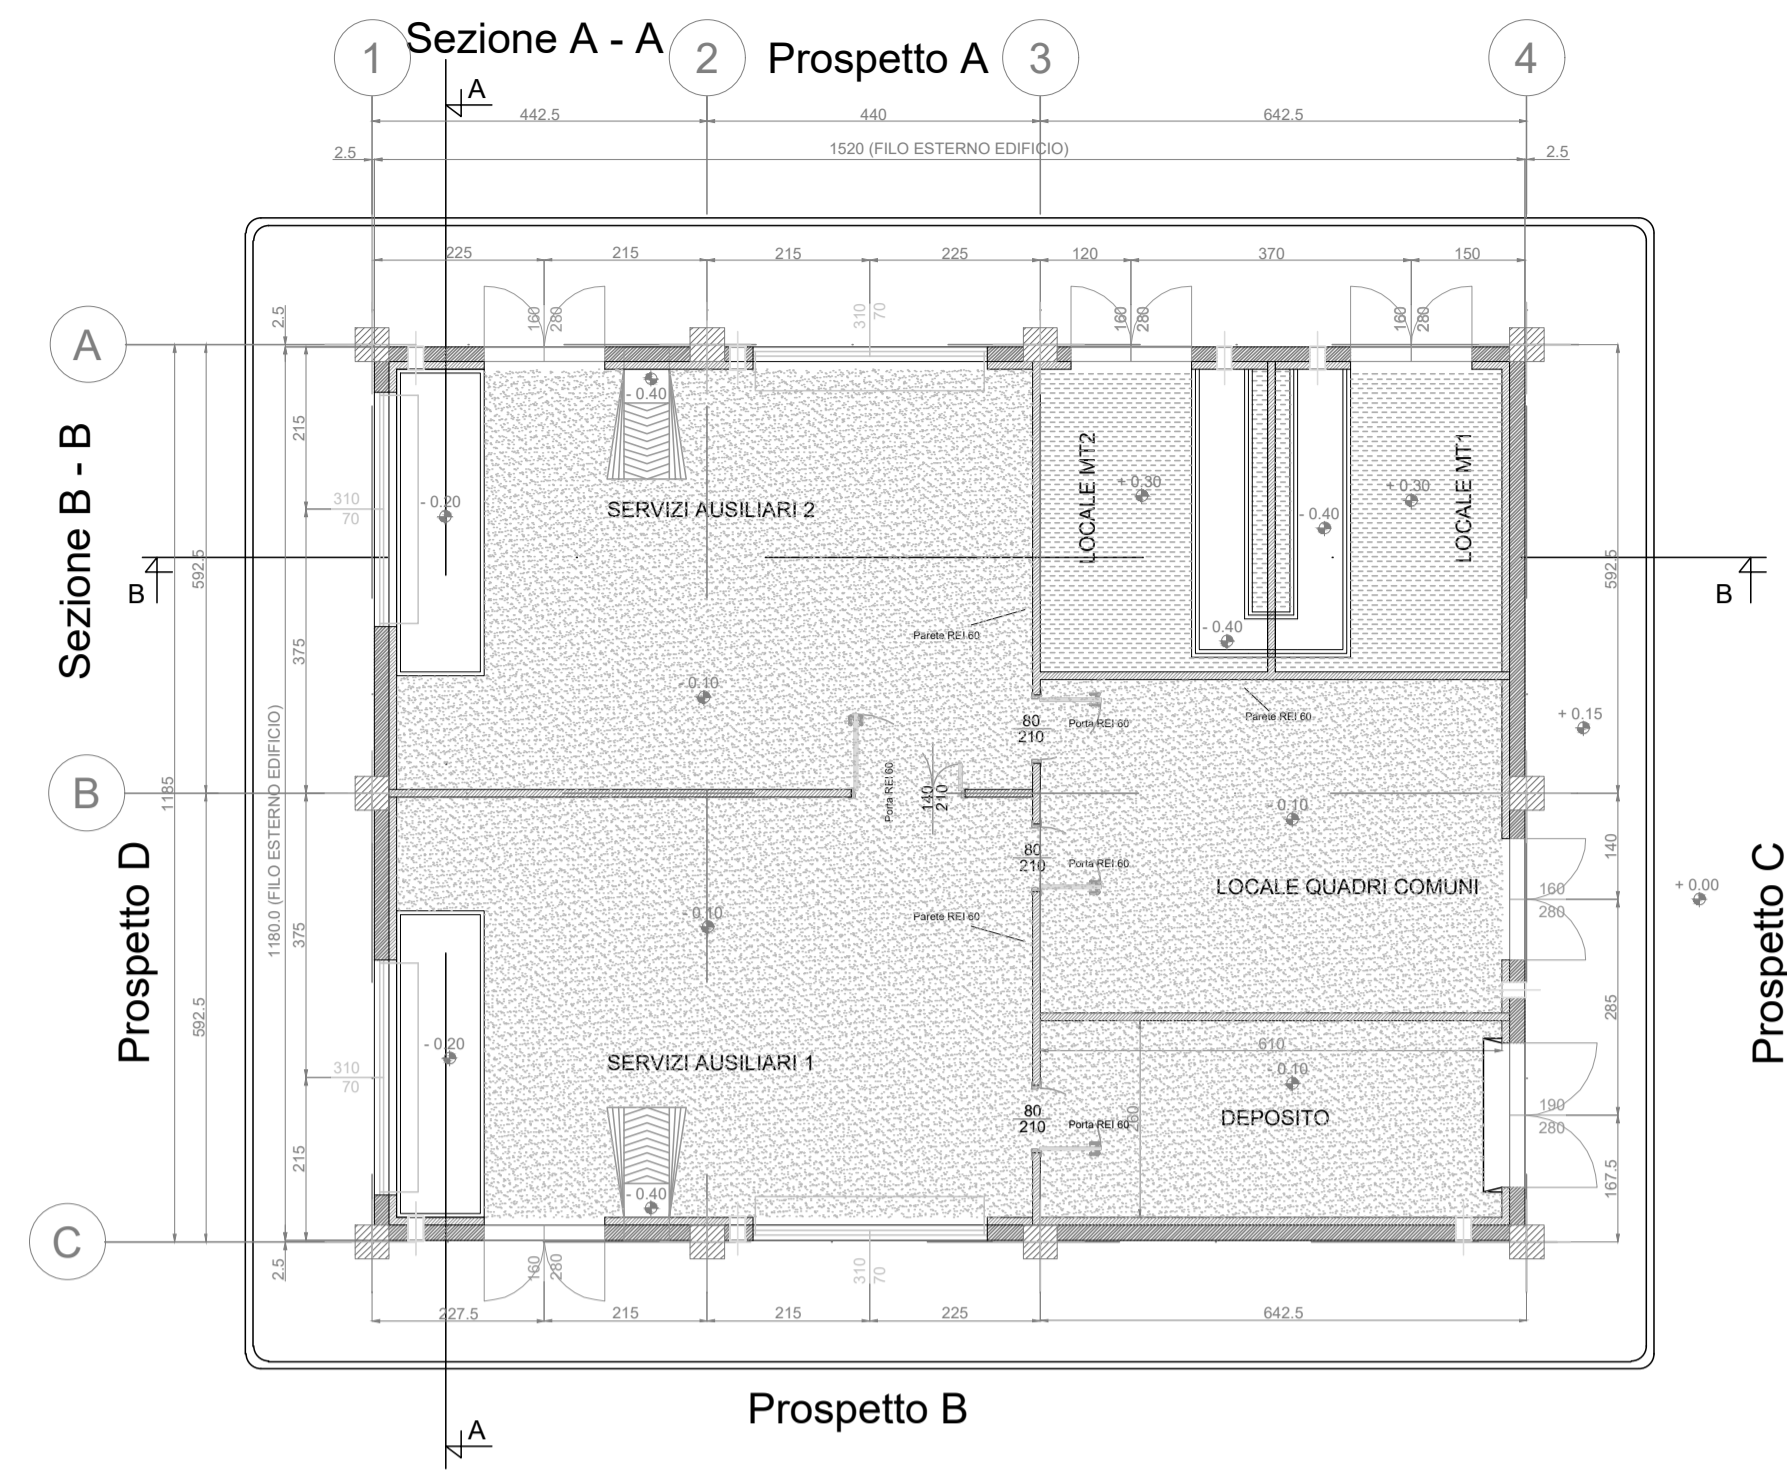 Sezione A - A
1
2
Prospetto A
3
4
A
442.5
440
642.5
2.5
1520 (FILO ESTERNO EDIFICIO)
2.5
225
215
215
225
120
370
150
2.5
160
280
310
70
160
280
160
280
A
- 0.40
Sezione B - B
215
LOCALE MT2
LOCALE MT1
310
70
- 0.20
SERVIZI AUSILIARI 2
+ 0.30
+ 0.30
- 0.40
592.5
592.5
B
B
375
Parete REI 60
- 0.40
- 0.10
80
210
Porta REI 60
Parete REI 60
+ 0.15
1180.0 (FILO ESTERNO EDIFICIO)
1185
B
Porta REI 60
140
210
- 0.10
80
210
Porta REI 60
140
Prospetto D
LOCALE QUADRI COMUNI
160
280
+ 0.00
Prospetto C
375
- 0.10
Parete REI 60
592.5
285
- 0.20
SERVIZI AUSILIARI 1
610
- 0.10
310
70
80
210
Porta REI 60
260
DEPOSITO
190
280
215
167.5
- 0.40
C
2.5
160
280
310
70
227.5
215
215
225
642.5
Prospetto B
A